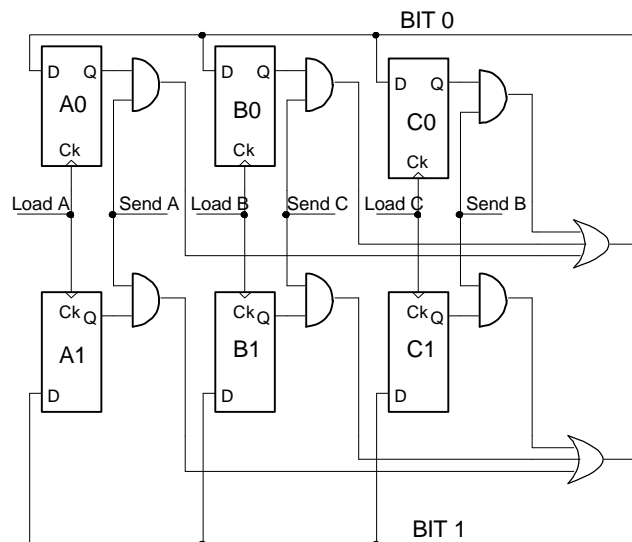 BIT 0
D Q D Q D Q
A0 B0 C0
Ck Ck Ck
Load A Send A Load B Send C Load C Send B
Ck Q Ck Q Ck Q
A1 B1 C1
D D D
BIT 1